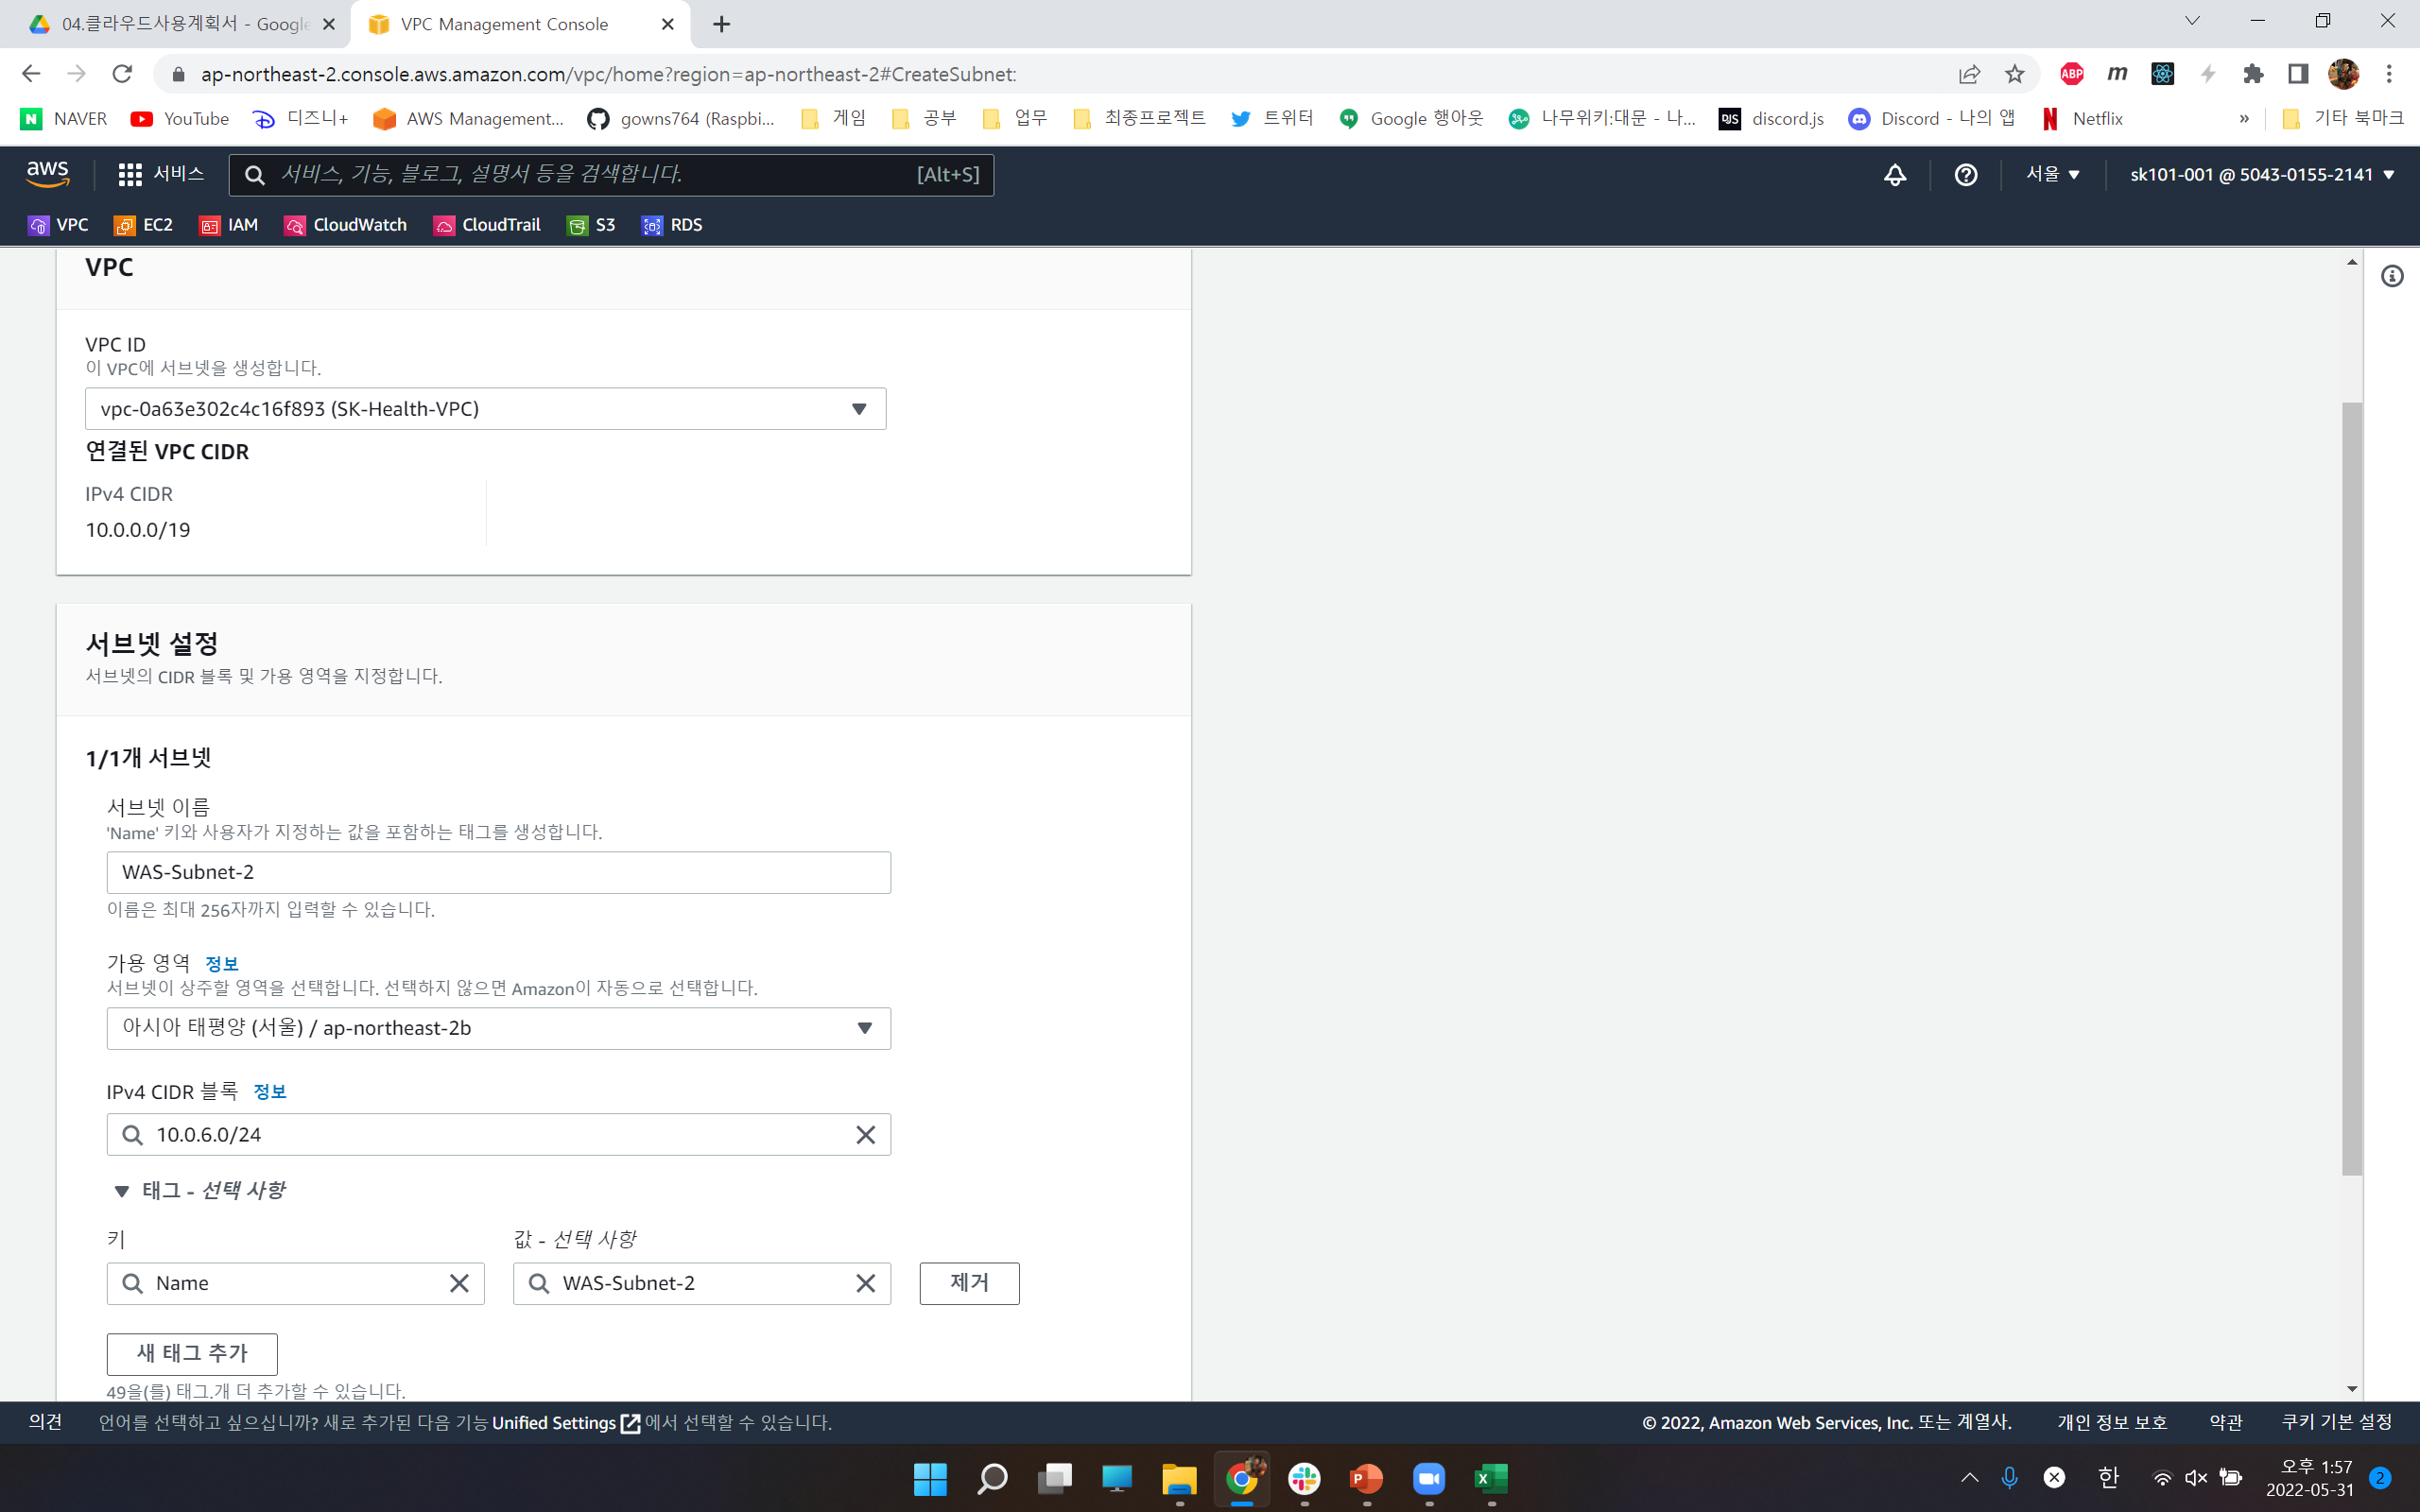 04.클라우드사용계획서 - Google
VPC Management Console
ap-northeast-2.console.aws.amazon.com/vpc/home?region=ap-northeast-2#CreateSubnet:
ABP
m
N NAVER
YouTube
디즈니+
AWS Management...
gowns764 (Raspbi...
게임
공부
업무
최종프로젝트
트위터
Google 행아웃
나무위키:대문 - 나...
DJS discord.js
Discord - 나의 앱
N Netflix
»
기타 북마크
aws
서비스
서비스, 기능, 블로그, 설명서 등을 검색합니다.
[Alt+S]
서울
sk101-001 @ 5043-0155-2141
VPC
EC2
IAM
CloudWatch
CloudTrail
S3
RDS
VPC
VPC ID
이 VPC에 서브넷을 생성합니다.
vpc-0a63e302c4c16f893 (SK-Health-VPC)
연결된 VPC CIDR
IPv4 CIDR
10.0.0.0/19
서브넷 설정
서브넷의 CIDR 블록 및 가용 영역을 지정합니다.
1/1개 서브넷
서브넷 이름
'Name' 키와 사용자가 지정하는 값을 포함하는 태그를 생성합니다.
WAS-Subnet-2
이름은 최대 256자까지 입력할 수 있습니다.
가용 영역 정보
서브넷이 상주할 영역을 선택합니다. 선택하지 않으면 Amazon이 자동으로 선택합니다.
아시아 태평양 (서울) / ap-northeast-2b
IPv4 CIDR 블록 정보
10.0.6.0/24
태그 - 선택 사항
키
값 - 선택 사항
Name
WAS-Subnet-2
제거
새 태그 추가
49을(를) 태그.개 더 추가할 수 있습니다.
의견
언어를 선택하고 싶으십니까? 새로 추가된 다음 기능 Unified Settings 에서 선택할 수 있습니다.
© 2022, Amazon Web Services, Inc. 또는 계열사.
개인 정보 보호
약관
쿠키 기본 설정
P
X
한
오후 1:57
2022-05-31
2